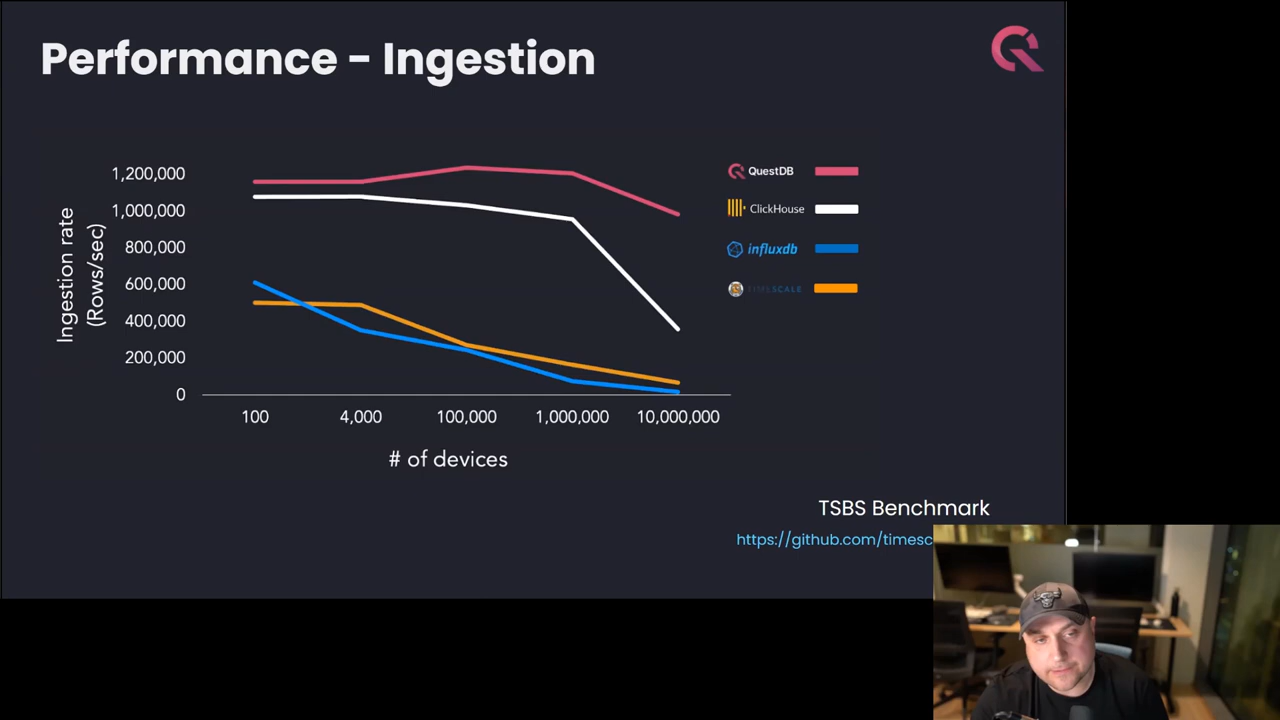 Performance - Ingestion
Ingestion rate
(Rows/sec)
1,200,000
1,000,000
800,000
600,000
400,000
200,000
0
100
4,000
100,000
1,000,000
10,000,000
# of devices
QuestDB
ClickHouse
influxdb
TIMESCALE
TSBS Benchmark
https://github.com/timesc